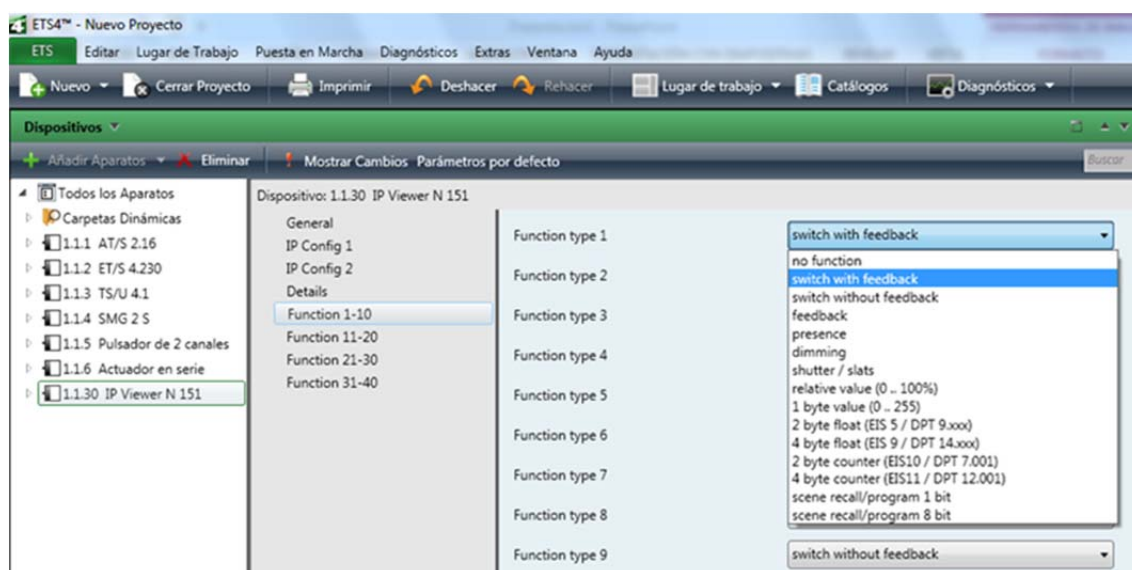 ETS4™ - Nuevo Proyecto
ETS Editar Lugar de Trabajo Puesta en Marcha Diagnósticos Extras Ventana Ayuda
Nuevo Cerrar Proyecto Imprimir Deshacer Rehacer Lugar de trabajo Catálogos Diagnósticos
Dispositivos
Añadir Aparatos Eliminar Mostrar Cambios Parámetros por defecto Buscar
Todos los Aparatos
Carpetas Dinámicas
1.1.1 AT/S 2.16
1.1.2 ET/S 4.230
1.1.3 TS/U 4.1
1.1.4 SMG 2 S
1.1.5 Pulsador de 2 canales
1.1.6 Actuador en serie
1.1.30 IP Viewer N 151
Dispositivo: 1.1.30 IP Viewer N 151
General
IP Config 1
IP Config 2
Details
Function 1-10
Function 11-20
Function 21-30
Function 31-40
Function type 1
Function type 2
Function type 3
Function type 4
Function type 5
Function type 6
Function type 7
Function type 8
Function type 9
switch with feedback
no function
switch with feedback
switch without feedback
feedback
presence
dimming
shutter / slats
relative value (0 .. 100%)
1 byte value (0 .. 255)
2 byte float (EIS 5 / DPT 9.xxx)
4 byte float (EIS 9 / DPT 14.xxx)
2 byte counter (EIS10 / DPT 7.001)
4 byte counter (EIS11 / DPT 12.001)
scene recall/program 1 bit
scene recall/program 8 bit
switch without feedback